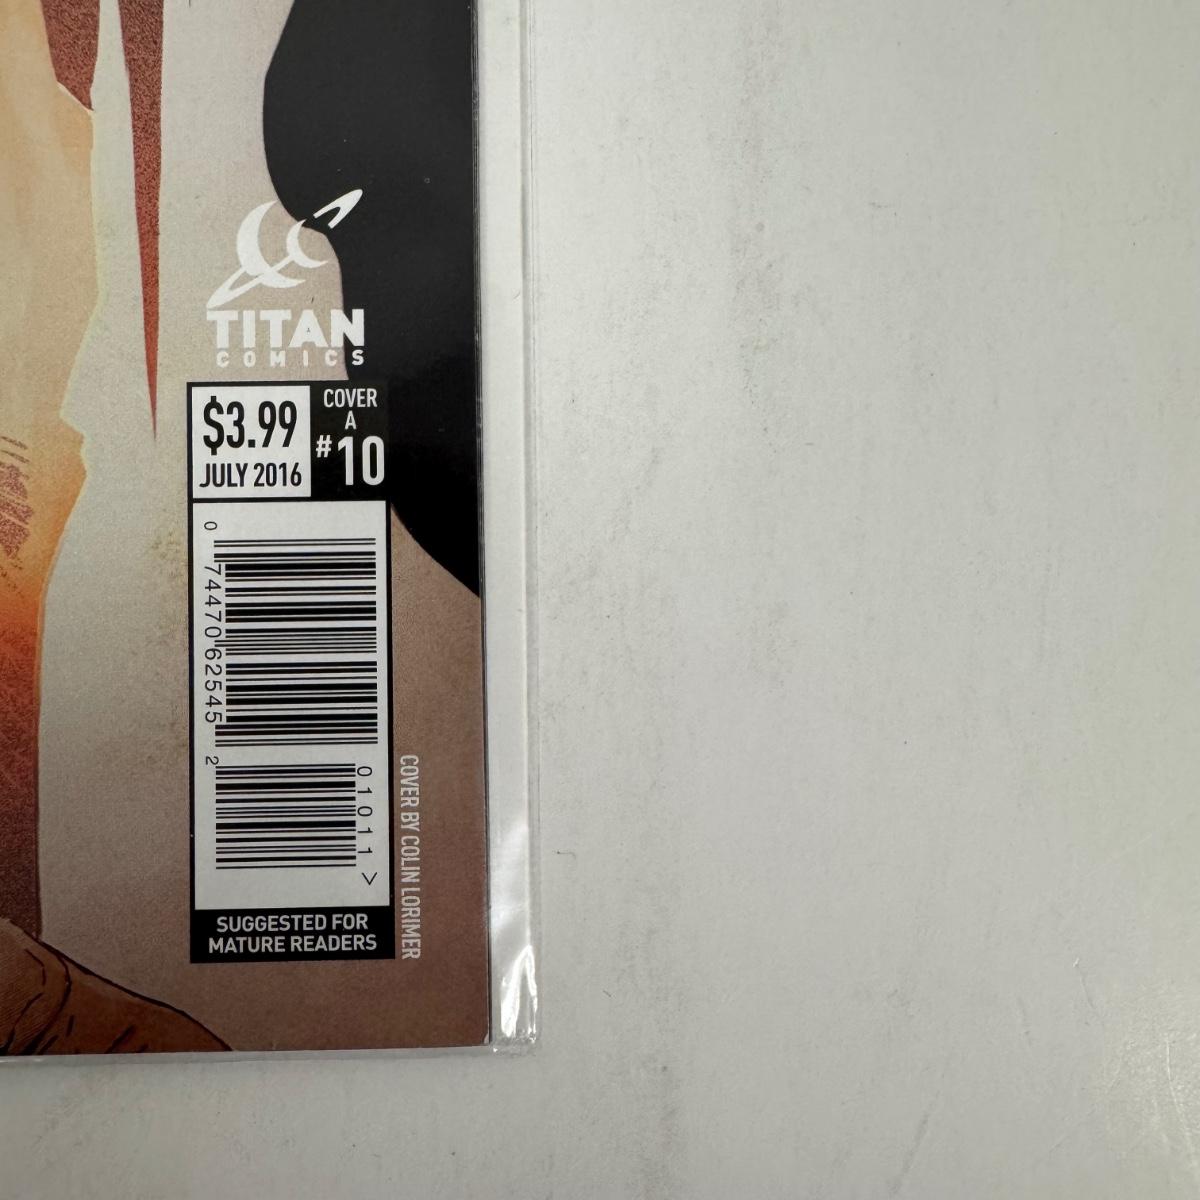 TITAN
COMICS
$3.99
JULY 2016
COVER
A
#10
0 74470 62545 2
01011 >
COVER BY COLIN LORIMER
SUGGESTED FOR
MATURE READERS